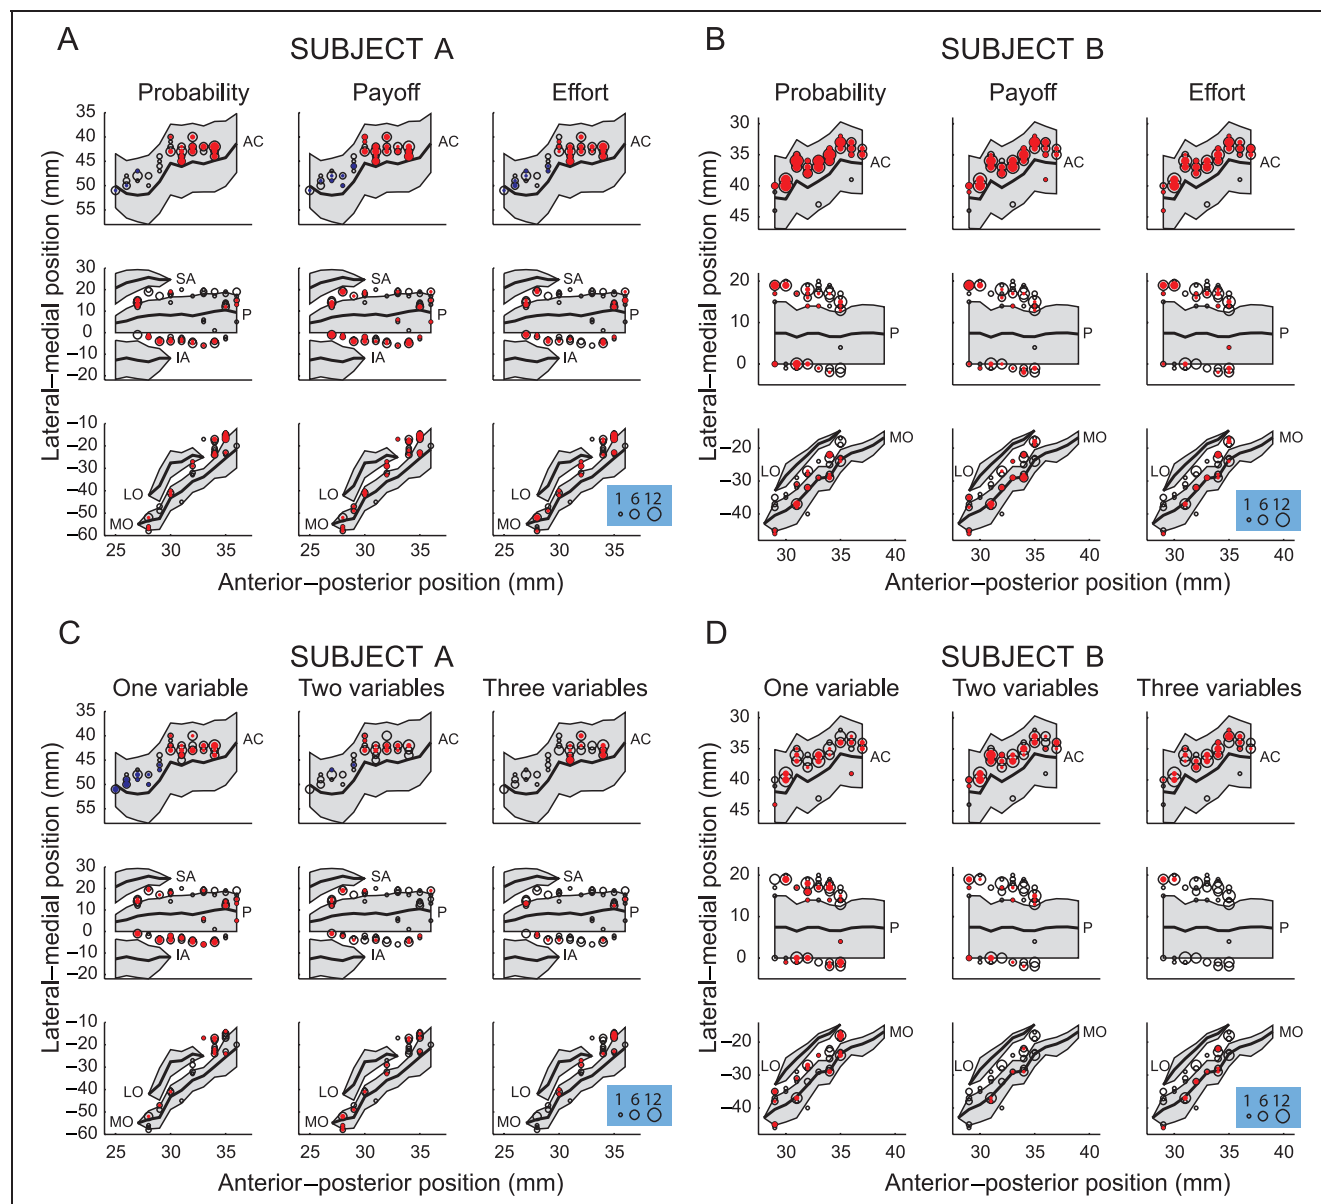 A
SUBJECT A
Probability Payoff Effort
Lateral–medial position (mm)
35
40
45
50
55
AC
30
20
10
0
−10
−20
SA
P
IA
−10
−20
−30
−40
−50
−60
LO LO LO
MO MO MO
1 6 12
25 30 35 25 30 35 25 30 35
Anterior–posterior position (mm)
B
SUBJECT B
Probability Payoff Effort
Lateral–medial position (mm)
30
35
40
45
AC AC AC
20
10
0
P P P
−20
−30
−40
MO MO MO
LO LO LO
1 6 12
30 35 40 30 35 40 30 35 40
Anterior–posterior position (mm)
C
SUBJECT A
One variable Two variables Three variables
Lateral–medial position (mm)
35
40
45
50
55
AC
30
20
10
0
−10
−20
SA SA SA
P
IA IA IA
−10
−20
−30
−40
−50
−60
LO LO LO
MO MO MO
1 6 12
25 30 35 25 30 35 25 30 35
Anterior–posterior position (mm)
D
SUBJECT B
One variable Two variables Three variables
Lateral–medial position (mm)
30
35
40
45
AC AC AC
20
10
0
P P P
−20
−30
−40
MO MO MO
LO LO LO
1 6 12
30 35 40 30 35 40 30 35 40
Anterior–posterior position (mm)